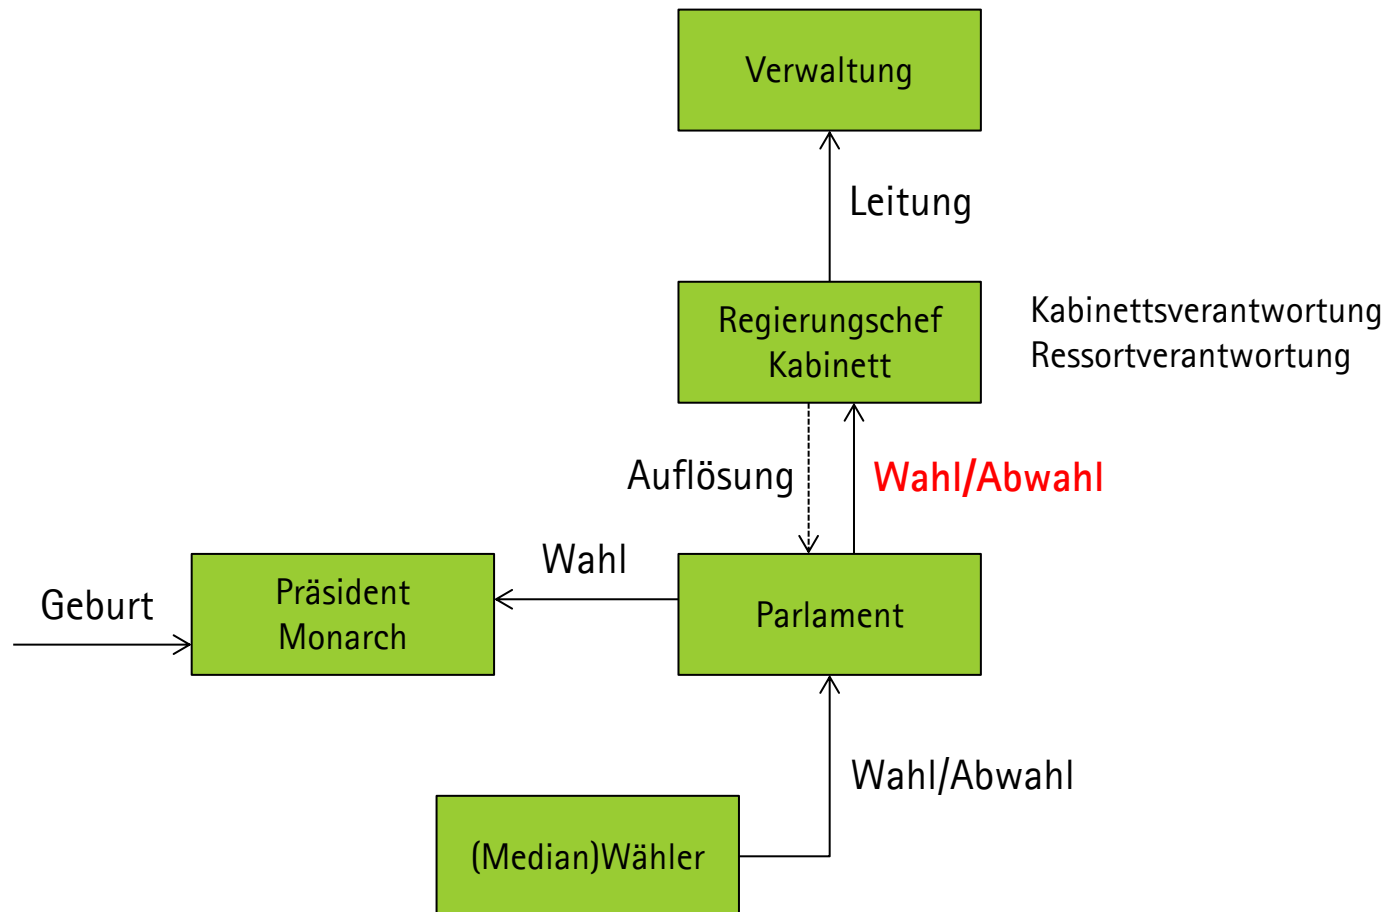 Verwaltung
Leitung
Regierungschef
Kabinett
Kabinettsverantwortung
Ressortverantwortung
Auflösung
Wahl/Abwahl
Wahl
Geburt
Präsident
Monarch
Parlament
Wahl/Abwahl
(Median)Wähler